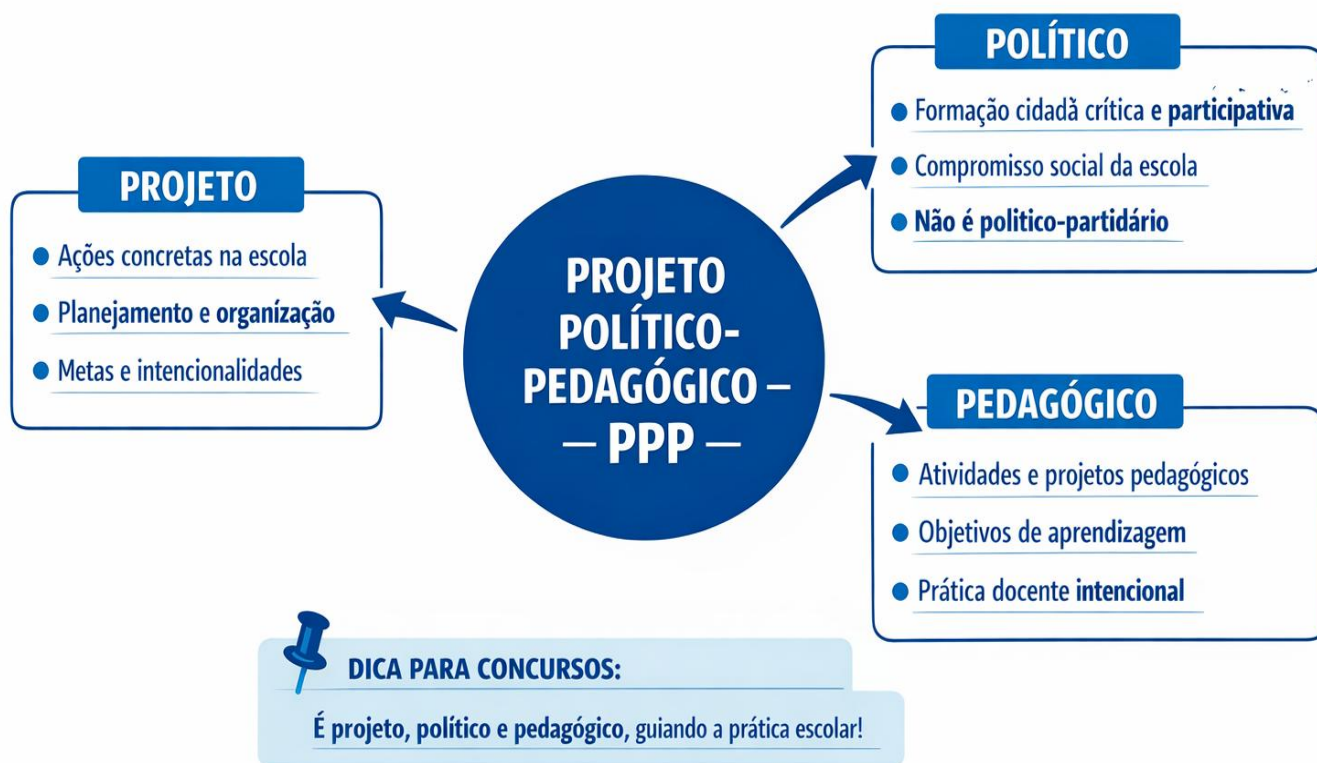 PROJETO
Ações concretas na escola
Planejamento e organízação
Metas e intencionalidades
PROJETO
POLÍTICO-
PEDAGÓGICO –
— PPP —
POLÍTICO
Formação cidadã crítica e participativa
Compromisso social da escola
Não é politico-partidário
PEDAGÓGICO
Atividades e projetos pedagógicos
Objetivos de aprendizagem
Prática docente intencional
DICA PARA CONCURSOS:
É projeto, político e pedagógico, guiando a prática escolar!